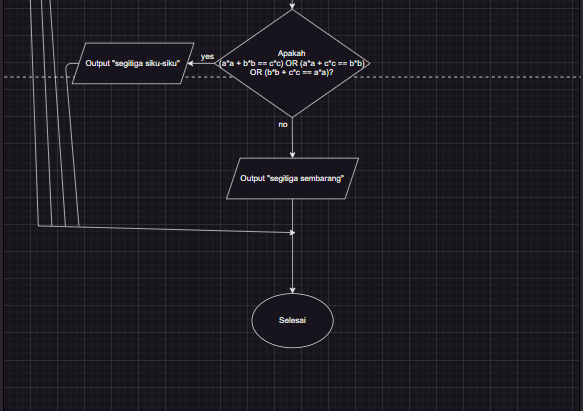 Apakah
(a*a + b*b == c*c) OR (a*a + c*c == b*b)
OR (b*b + c*c == a*a)?
yes
Output "segitiga siku-siku"
no
Output "segitiga sembarang"
Selesai